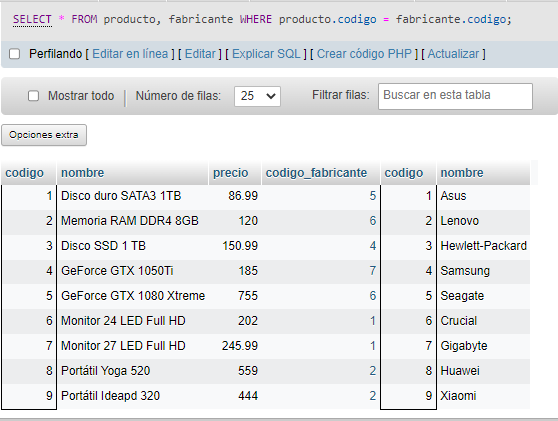 SELECT * FROM producto, fabricante WHERE producto.codigo = fabricante.codigo;
Perfilando [ Editar en línea ] [ Editar ] [ Explicar SQL ] [ Crear código PHP ] [ Actualizar ]
Mostrar todo | Número de filas: 25 Filtrar filas: Buscar en esta tabla
Opciones extra
codigo nombre precio codigo_fabricante codigo nombre
1 Disco duro SATA3 1TB 86.99 5 1 Asus
2 Memoria RAM DDR4 8GB 120 6 2 Lenovo
3 Disco SSD 1 TB 150.99 4 3 Hewlett-Packard
4 GeForce GTX 1050Ti 185 7 4 Samsung
5 GeForce GTX 1080 Xtreme 755 6 5 Seagate
6 Monitor 24 LED Full HD 202 1 6 Crucial
7 Monitor 27 LED Full HD 245.99 1 7 Gigabyte
8 Portátil Yoga 520 559 2 8 Huawei
9 Portátil Ideapd 320 444 2 9 Xiaomi